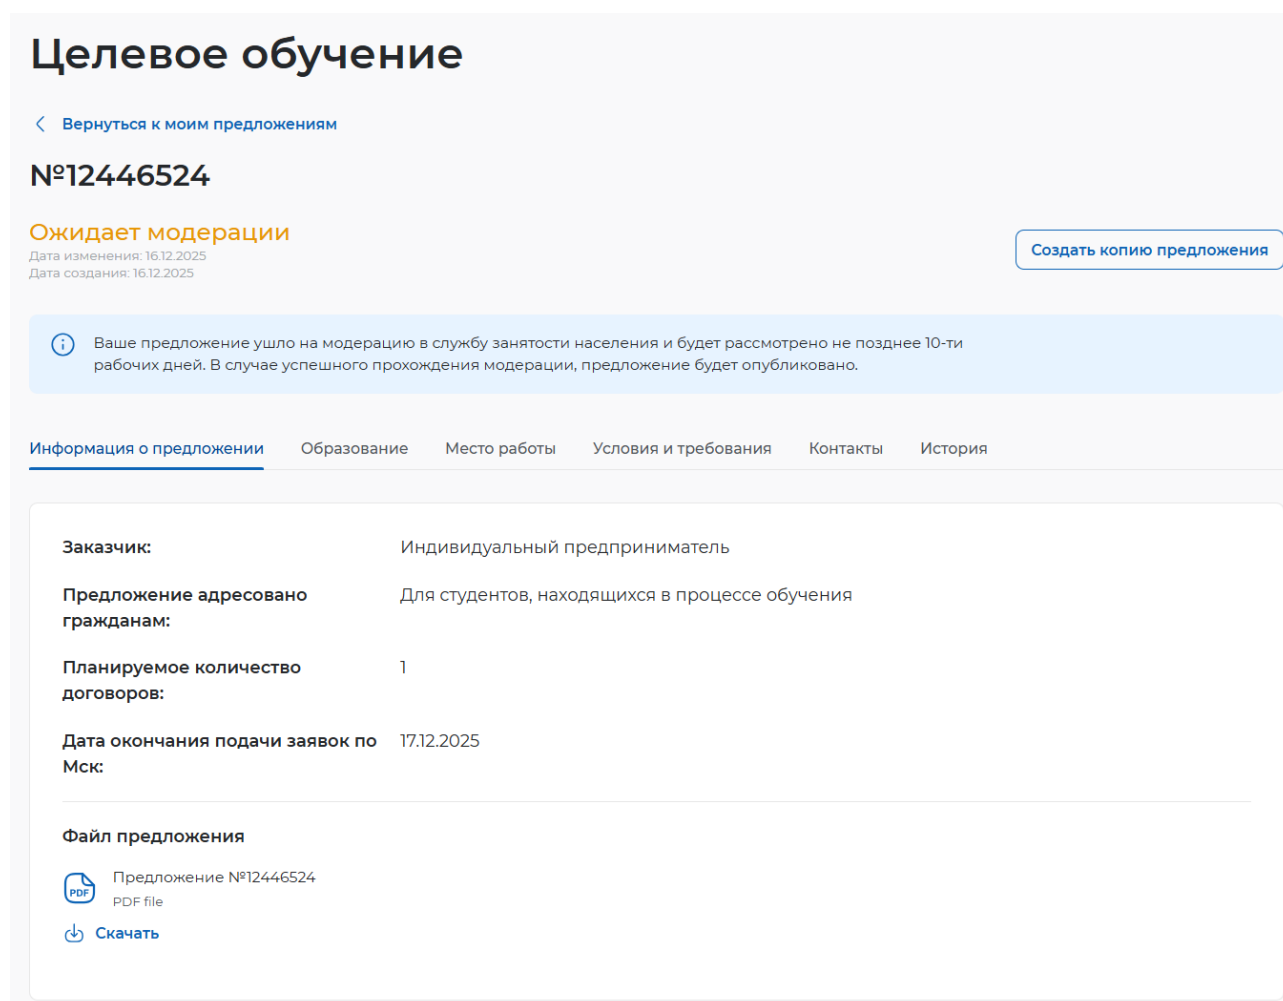 Целевое обучение
Вернуться к моим предложениям
№12446524
Ожидает модерации
Дата изменения: 16.12.2025
Дата создания: 16.12.2025
Создать копию предложения
Ваше предложение ушло на модерацию в службу занятости населения и будет рассмотрено не позднее 10-ти
рабочих дней. В случае успешного прохождения модерации, предложение будет опубликовано.
Информация о предложении Образование Место работы Условия и требования Контакты История
Заказчик: Индивидуальный предприниматель
Предложение адресовано Для студентов, находящихся в процессе обучения
гражданам:
Планируемое количество 1
договоров:
Дата окончания подачи заявок по 17.12.2025
Мск:
Файл предложения
PDF
Предложение №12446524
PDF file
Скачать